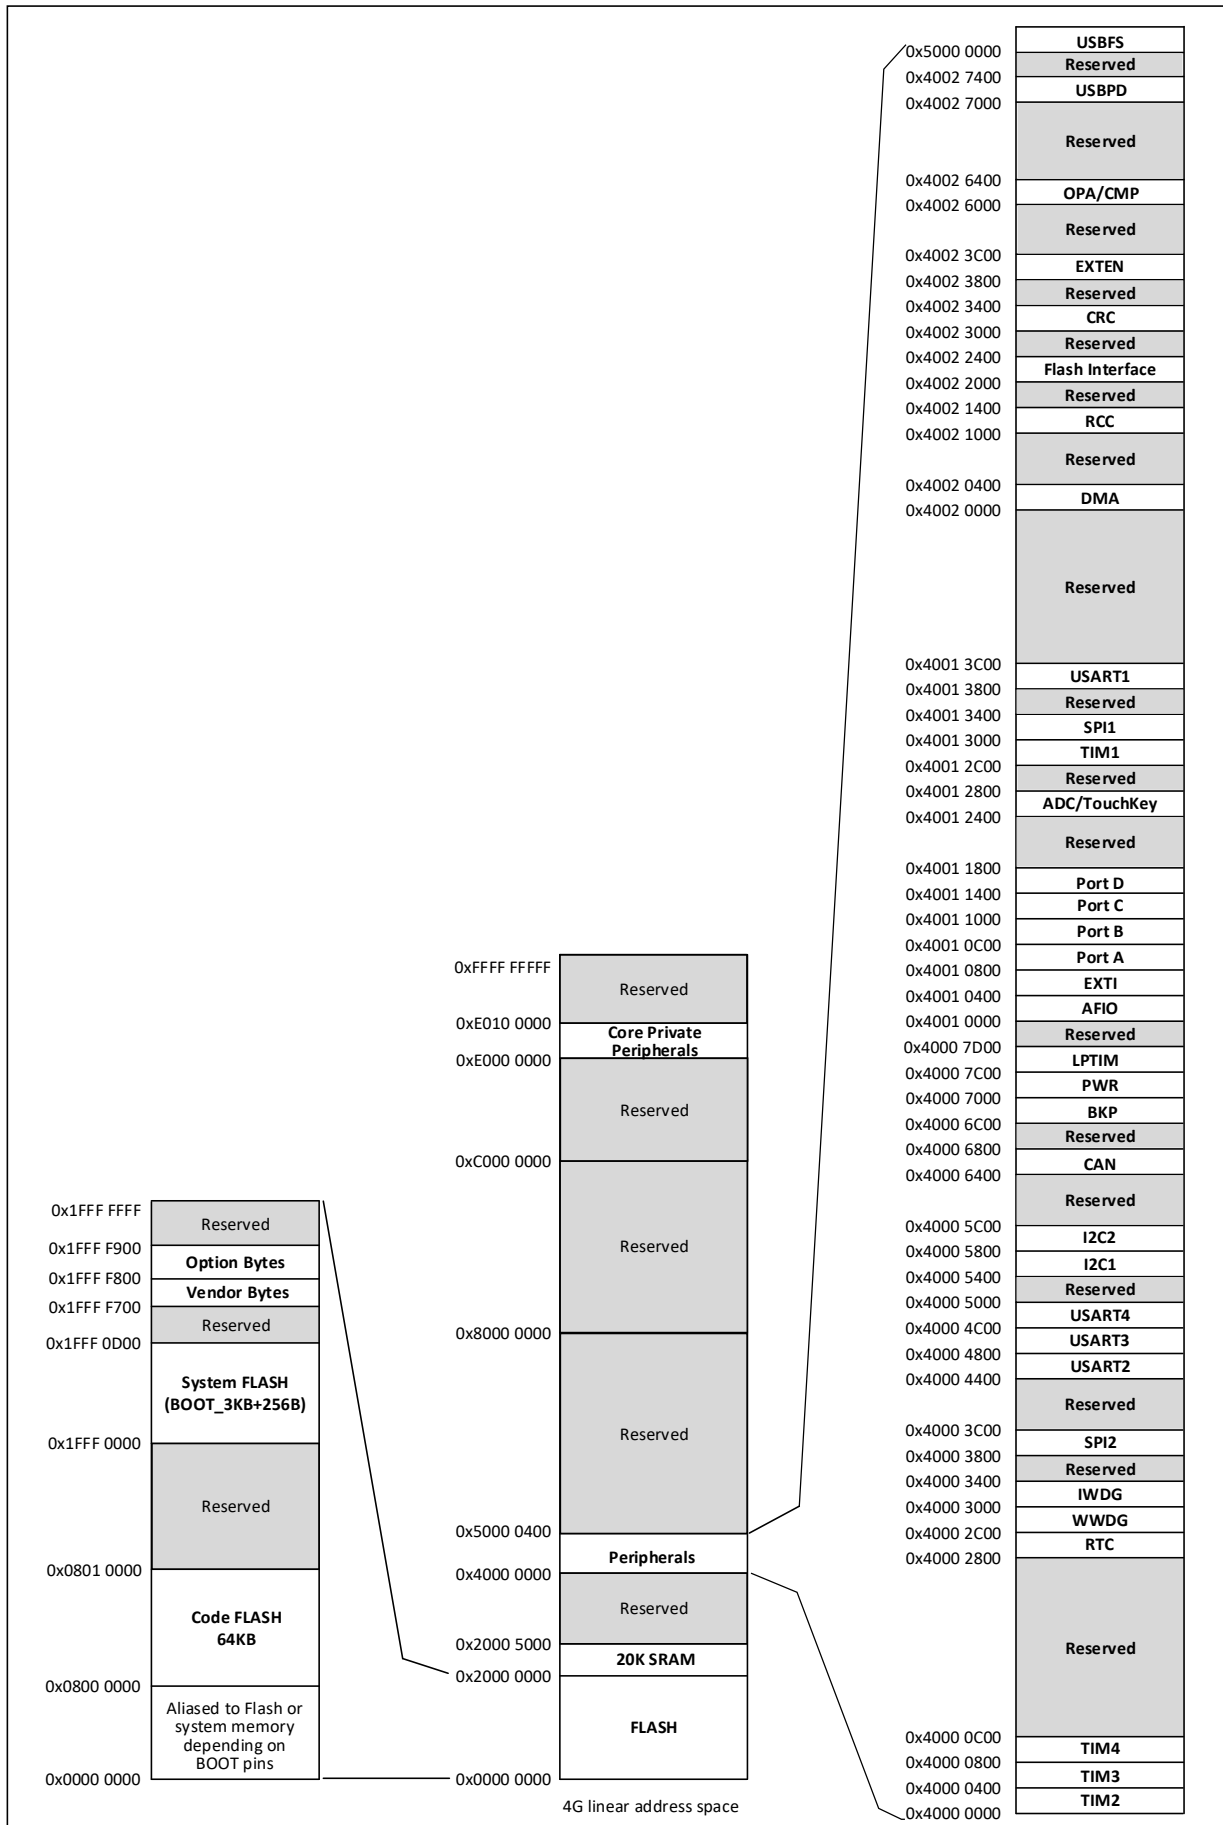 0x5000 0000
USBFS
Reserved
0x4002 7400
USBPD
0x4002 7000
Reserved
0x4002 6400
OPA/CMP
0x4002 6000
Reserved
0x4002 3C00
EXTEN
0x4002 3800
Reserved
0x4002 3400
CRC
0x4002 3000
Reserved
0x4002 2400
Flash Interface
0x4002 2000
Reserved
0x4002 1400
RCC
0x4002 1000
Reserved
0x4002 0400
DMA
0x4002 0000
Reserved
0x4001 3C00
USART1
0x4001 3800
Reserved
0x4001 3400
SPI1
0x4001 3000
TIM1
0x4001 2C00
Reserved
0x4001 2800
ADC/TouchKey
0x4001 2400
Reserved
0x4001 1800
Port D
0x4001 1400
Port C
0x4001 1000
Port B
0x4001 0C00
Port A
0x4001 0800
EXTI
0x4001 0400
AFIO
0x4001 0000
Reserved
0x4000 7D00
LPTIM
0x4000 7C00
PWR
0x4000 7000
BKP
0x4000 6C00
Reserved
0x4000 6800
CAN
0x4000 6400
Reserved
0x4000 5C00
I2C2
0x4000 5800
I2C1
0x4000 5400
Reserved
0x4000 5000
USART4
0x4000 4C00
USART3
0x4000 4800
USART2
0x4000 4400
Reserved
0x4000 3C00
SPI2
0x4000 3800
Reserved
0x4000 3400
IWDG
0x4000 3000
WWDG
0x4000 2C00
RTC
0x4000 2800
Reserved
0x4000 0C00
TIM4
0x4000 0800
TIM3
0x4000 0400
TIM2
0x4000 0000
0xFFFF FFFFF
Reserved
0xE010 0000
Core Private
Peripherals
0xE000 0000
Reserved
0xC000 0000
Reserved
0x8000 0000
Reserved
0x5000 0400
Peripherals
0x4000 0000
Reserved
0x2000 5000
20K SRAM
0x2000 0000
FLASH
0x0000 0000
4G linear address space
0x1FFF FFFF
Reserved
0x1FFF F900
Option Bytes
0x1FFF F800
Vendor Bytes
0x1FFF F700
Reserved
0x1FFF 0D00
System FLASH
(BOOT_3KB+256B)
0x1FFF 0000
Reserved
0x0801 0000
Code FLASH
64KB
0x0800 0000
Aliased to Flash or
system memory
depending on
BOOT pins
0x0000 0000